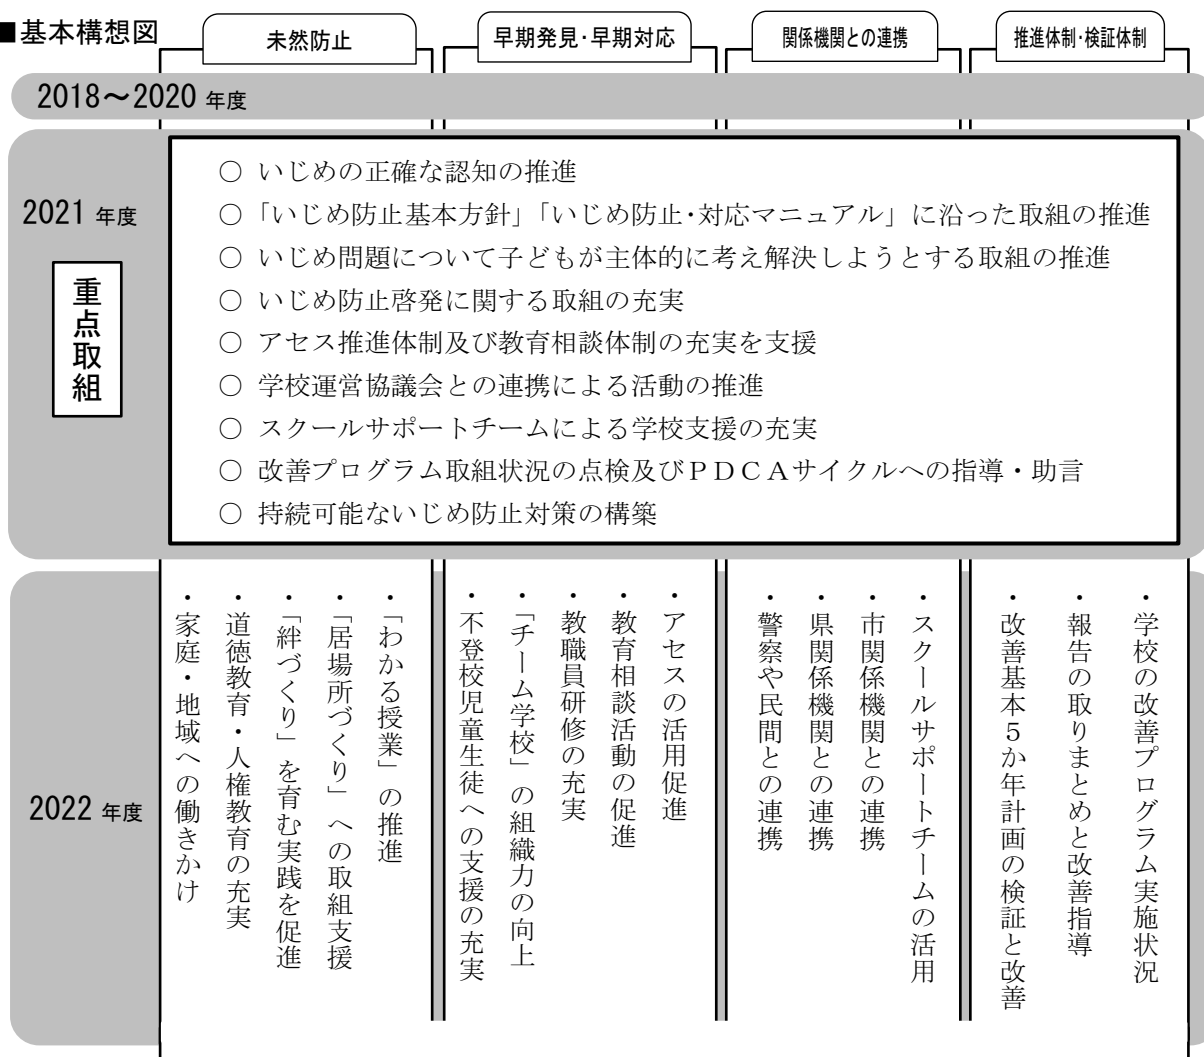 ■基本構想図
未然防止
早期発見・早期対応
関係機関との連携
推進体制・検証体制
2018～2020 年度
2021 年度
重点取組
○ いじめの正確な認知の推進
○「いじめ防止基本方針」「いじめ防止・対応マニュアル」に沿った取組の推進
○ いじめ問題について子どもが主体的に考え解決しようとする取組の推進
○ いじめ防止啓発に関する取組の充実
○ アセス推進体制及び教育相談体制の充実を支援
○ 学校運営協議会との連携による活動の推進
○ スクールサポートチームによる学校支援の充実
○ 改善プログラム取組状況の点検及びＰＤＣＡサイクルへの指導・助言
○ 持続可能ないじめ防止対策の構築
2022 年度
・「わかる授業」の推進
・「居場所づくり」への取組支援
・「絆づくり」を育む実践を促進
・道徳教育・人権教育の充実
・家庭・地域への働きかけ
・アセスの活用促進
・教育相談活動の促進
・教職員研修の充実
・「チーム学校」の組織力の向上
・不登校児童生徒への支援の充実
・スクールサポートチームの活用
・市関係機関との連携
・県関係機関との連携
・警察や民間との連携
・学校の改善プログラム実施状況
・報告の取りまとめと改善指導
・改善基本５か年計画の検証と改善